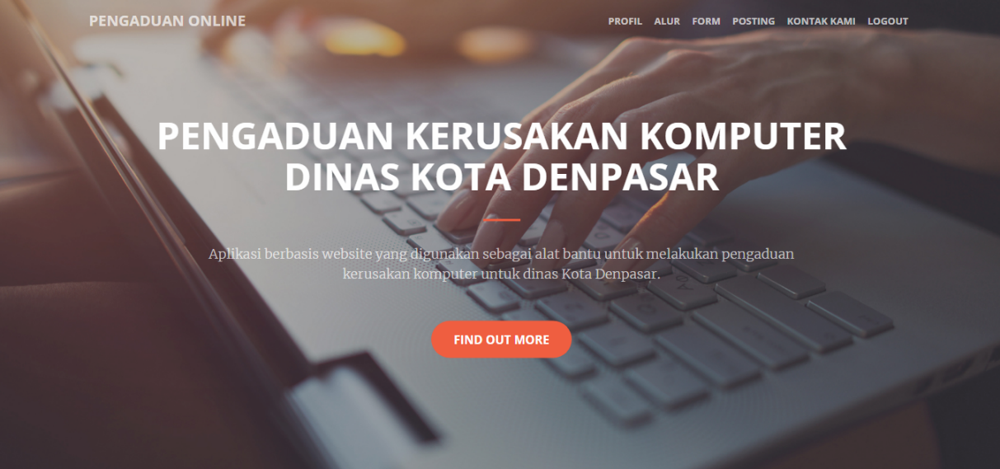 PENGADUAN ONLINE
PROFIL ALUR FORM POSTING KONTAK KAMI LOGOUT
PENGADUAN KERUSAKAN KOMPUTER
DINAS KOTA DENPASAR
Aplikasi berbasis website yang digunakan sebagai alat bantu untuk melakukan pengaduan
kerusakan komputer untuk dinas Kota Denpasar.
FIND OUT MORE